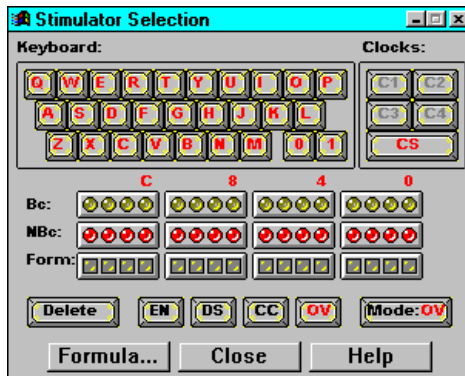 Stimulator Selection
Keyboard: Clocks:
Q W E R T Y U I O P C1 C2
A S D F G H J K L C3 C4
Z X C V B N M 0 1 CS
C 8 4 0
Bc:
NBc:
Form:
Delete EN DS CC OV Mode:OV
Formula... Close Help